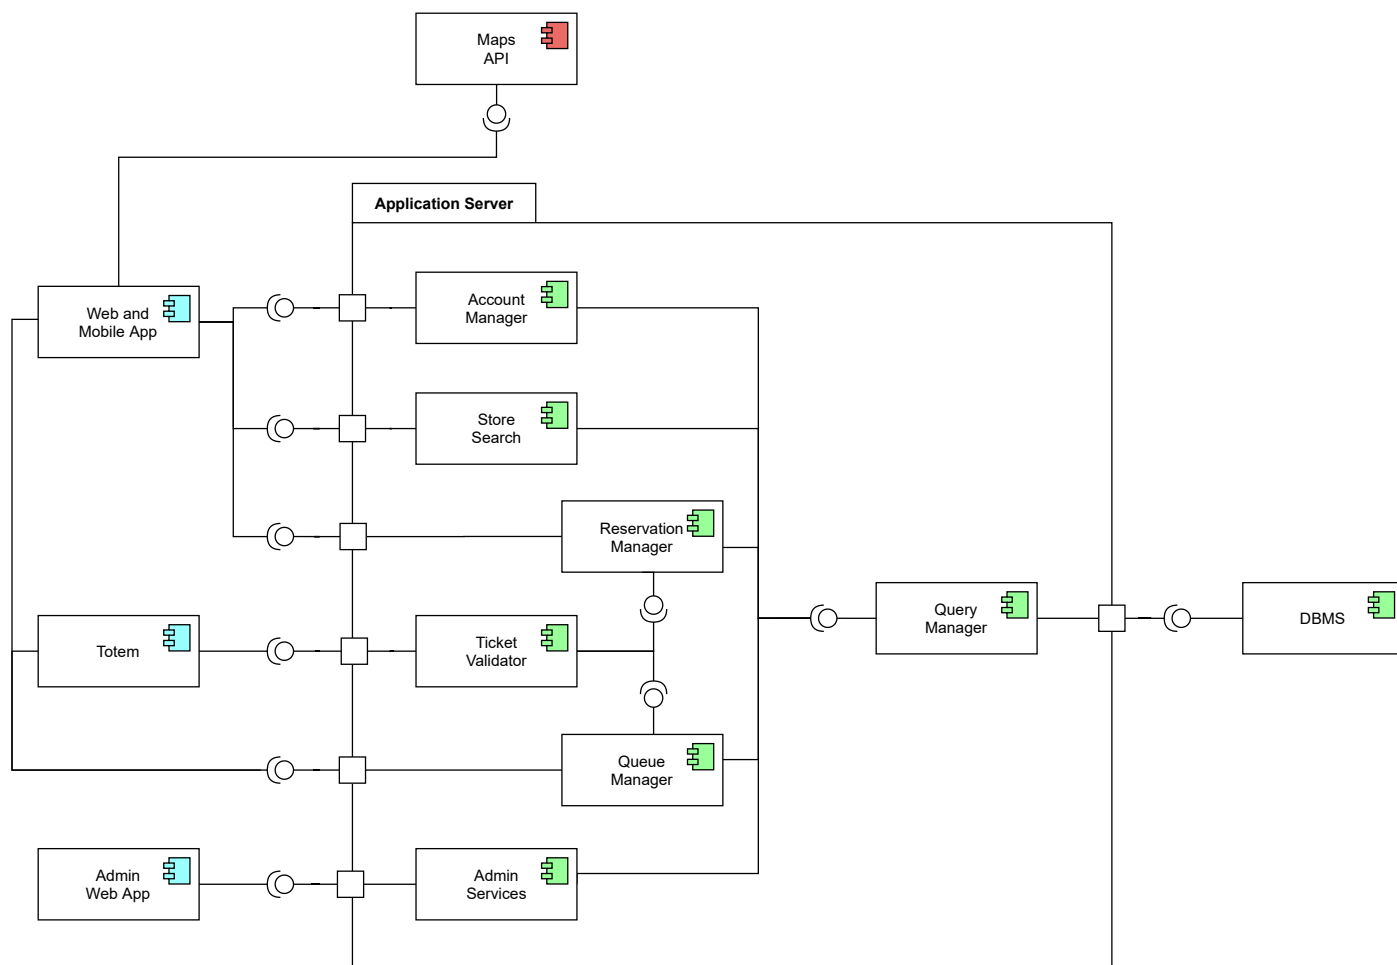 Maps
API
Application Server
Web and
Mobile App
Account
Manager
Store
Search
Reservation
Manager
Query
Manager
DBMS
Totem
Ticket
Validator
Queue
Manager
Admin
Web App
Admin
Services